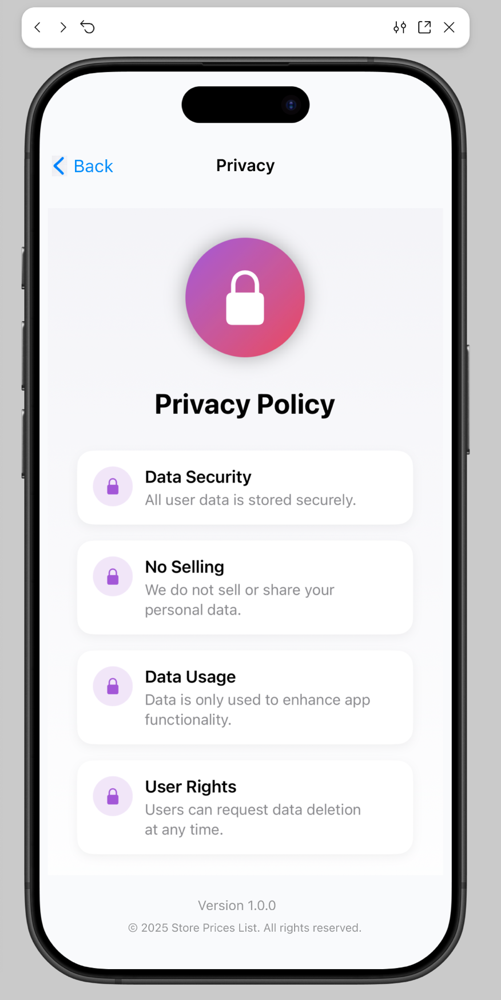 Back
Privacy
Privacy Policy
Data Security
All user data is stored securely.
No Selling
We do not sell or share your
personal data.
Data Usage
Data is only used to enhance app
functionality.
User Rights
Users can request data deletion
at any time.
Version 1.0.0
© 2025 Store Prices List. All rights reserved.